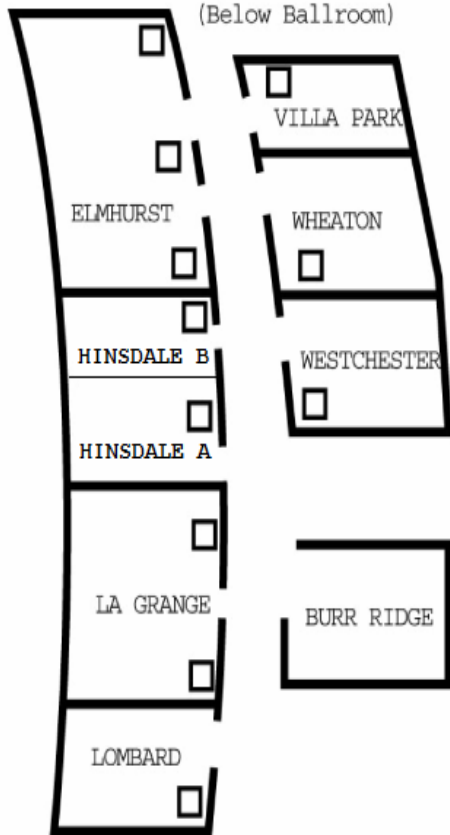 (Below Ballroom)
VILLA PARK
ELMHURST
WHEATON
HINSDALE B
WESTCHESTER
HINSDALE A
LA GRANGE
BURR RIDGE
LOMBARD